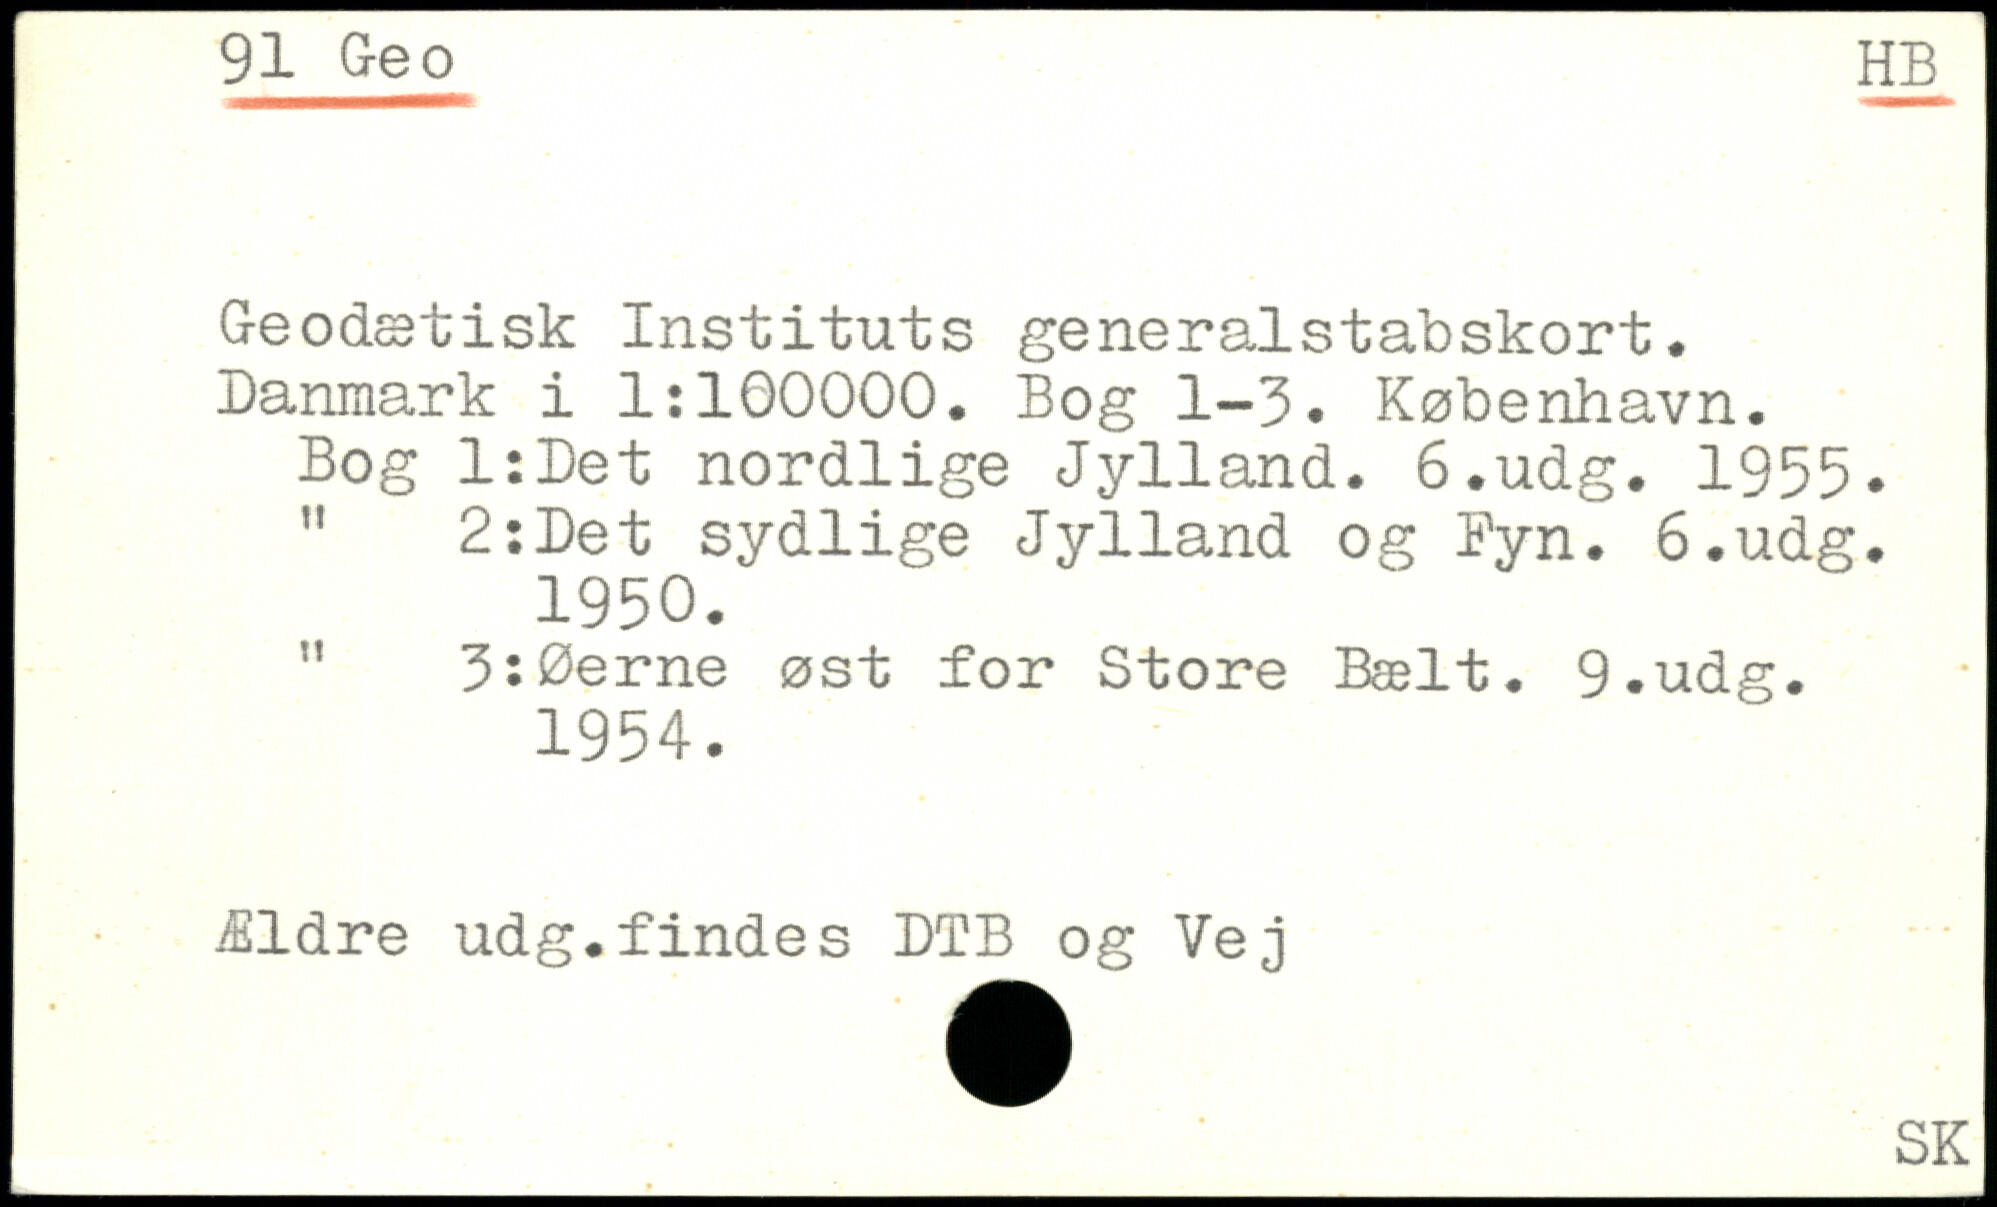 91 Geo
HB
Geodætisk Instituts generalstabskort.
Danmark i 1:100000. Bog 1-3. København.
Bog 1:Det nordlige Jylland. 6.udg. 1955.
" 2:Det sydlige Jylland og Fyn. 6.udg.
1950.
" 3:Øerne øst for Store Bælt. 9.udg.
1954.
Ældre udg.findes DTB og Vej
SK